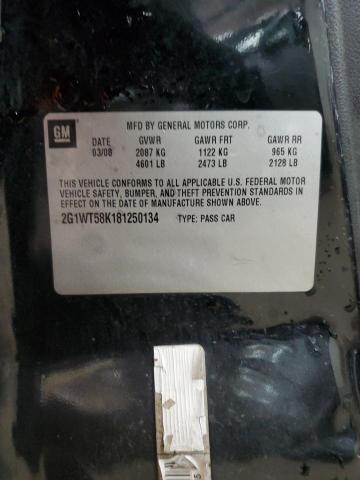 GM
MFD BY GENERAL MOTORS CORP.
DATE GVWR GAWR FRT GAWR RR
03/08 2087 KG 1122 KG 965 KG
4601 LB 2473 LB 2128 LB
THIS VEHICLE CONFORMS TO ALL APPLICABLE U.S. FEDERAL MOTOR
VEHICLE SAFETY, BUMPER, AND THEFT PREVENTION STANDARDS IN
EFFECT ON THE DATE OF MANUFACTURE SHOWN ABOVE.
2G1WT58K181250134 TYPE: PASS CAR